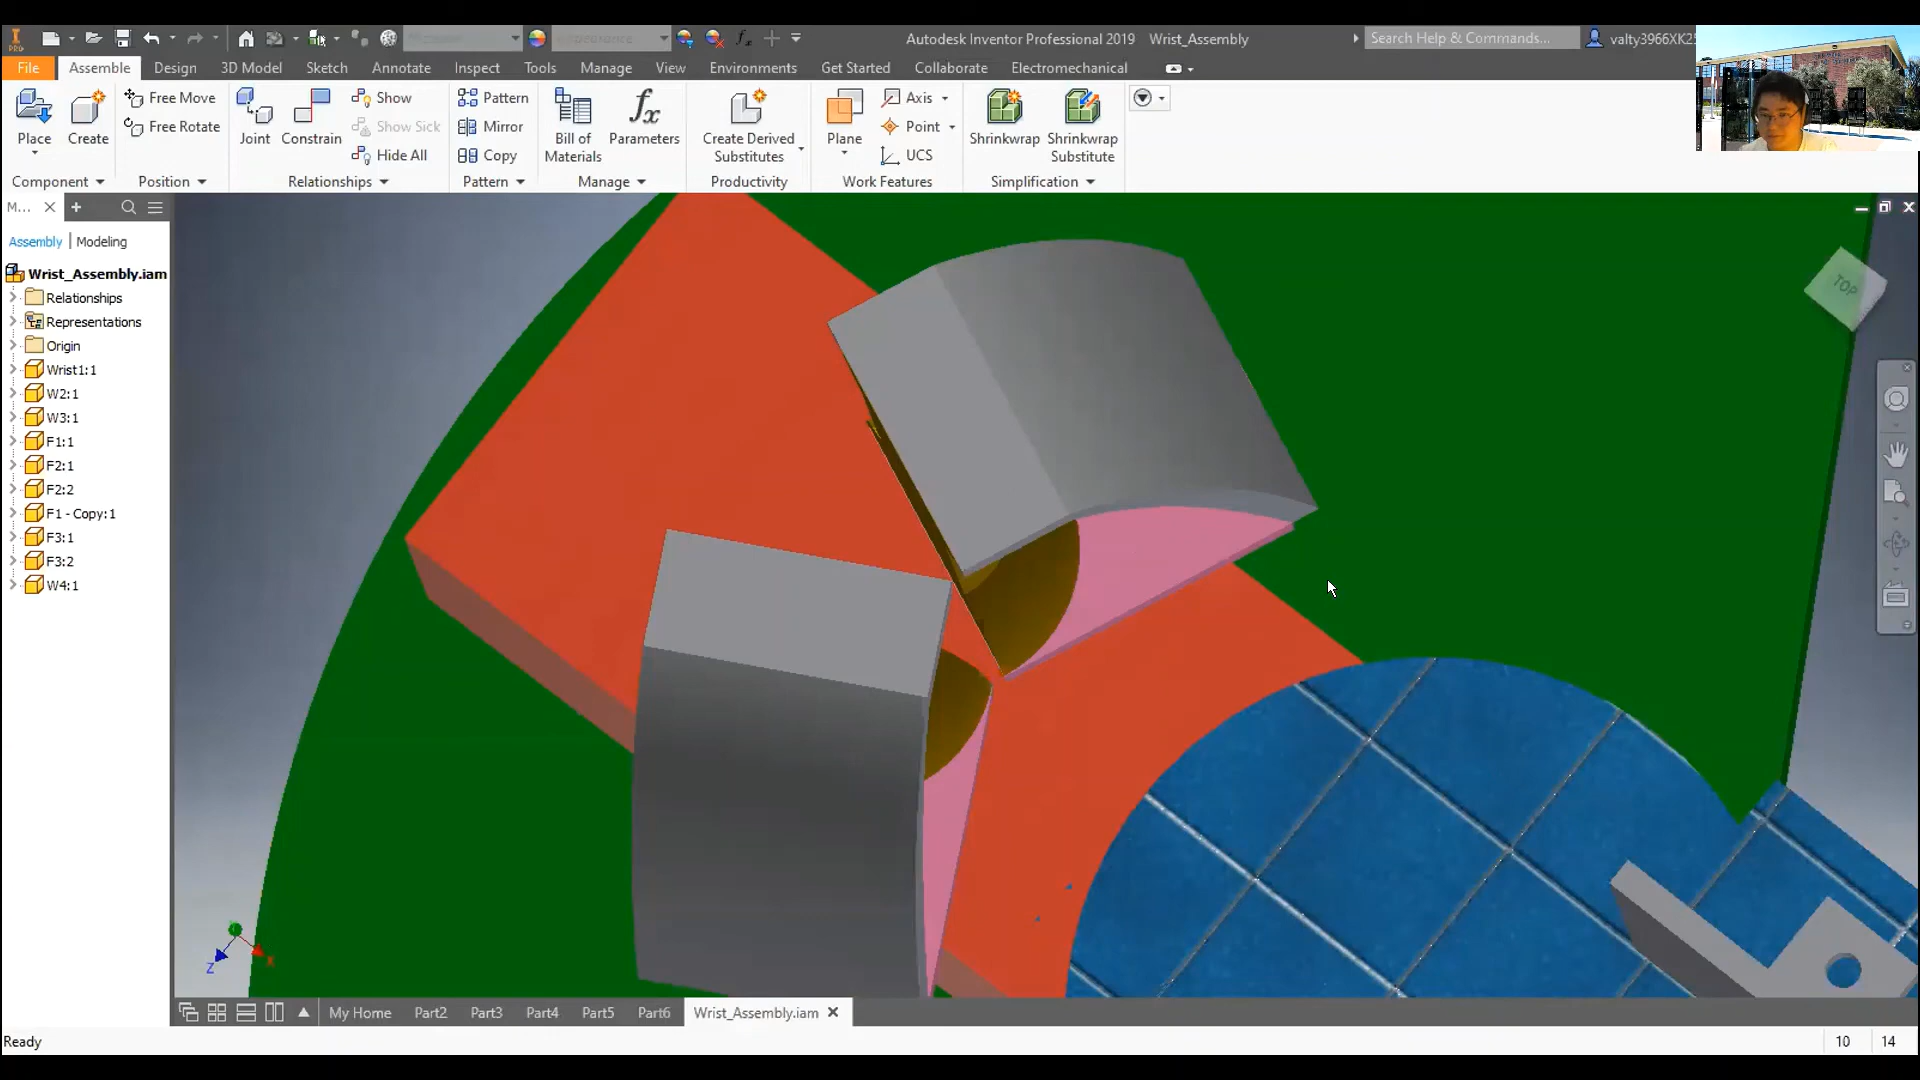 PRO
Autodesk Inventor Professional 2019 Wrist_Assembly
Search Help & Commands...
File Assemble Design 3D Model Sketch Annotate Inspect Tools Manage View Environments Get Started Collaborate Electromechanical
Place Create Free Move Free Rotate
Joint Constrain Show Show Sick Hide All
Pattern Mirror Copy
Bill of Materials fx Parameters
Create Derived Substitutes
Plane Axis Point UCS
Shrinkwrap Shrinkwrap Substitute
Component Position Relationships Pattern Manage Productivity Work Features Simplification
M...
Assembly Modeling
Wrist_Assembly.iam
Relationships
Representations
Origin
Wrist1:1
W2:1
W3:1
F1:1
F2:1
F2:2
F1 - Copy:1
F3:1
F3:2
W4:1
TOP
Z
X
My Home Part2 Part3 Part4 Part5 Part6 Wrist_Assembly.iam
Ready 10 14